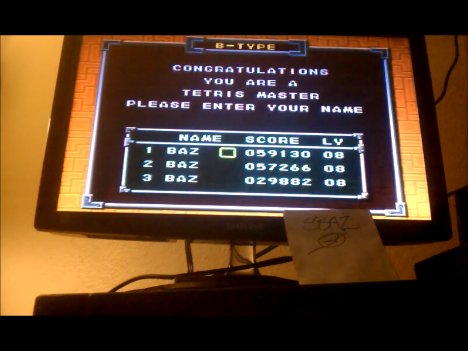 B-TYPE
CONGRATULATIONS
YOU ARE A
TETRIS MASTER
PLEASE ENTER YOUR NAME
NAME SCORE LV
1 BAZ 059130 08
2 BAZ 057266 08
3 BAZ 029882 08
SAMSUNG
BAZ